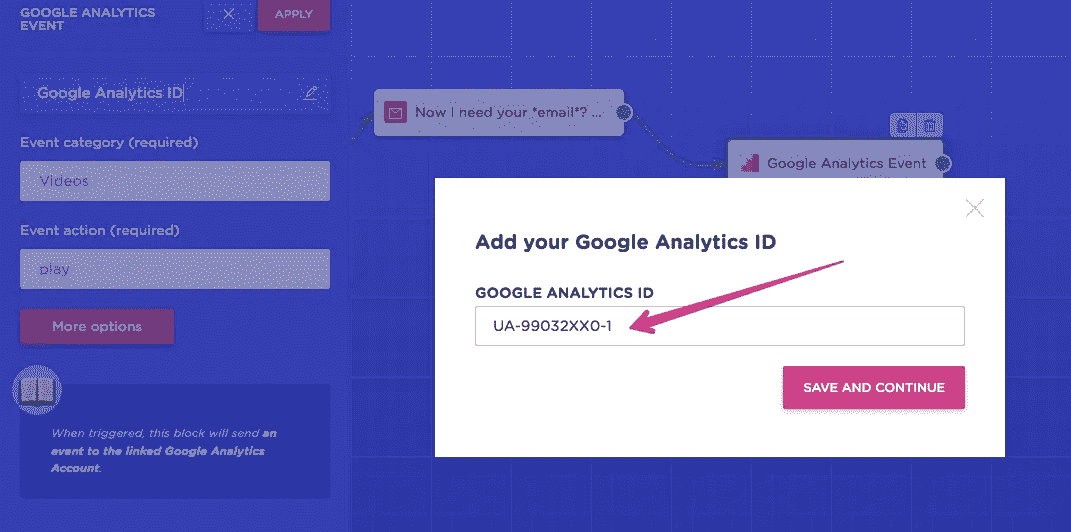 GOOGLE ANALYTICS
EVENT
APPLY
Google Analytics ID
Event category (required)
Videos
Event action (required)
play
More options
When triggered, this block will send an
event to the linked Google Analytics
Account.
Now I need your *email*? ...
Google Analytics Event
Add your Google Analytics ID
GOOGLE ANALYTICS ID
UA-99032XX0-1
SAVE AND CONTINUE